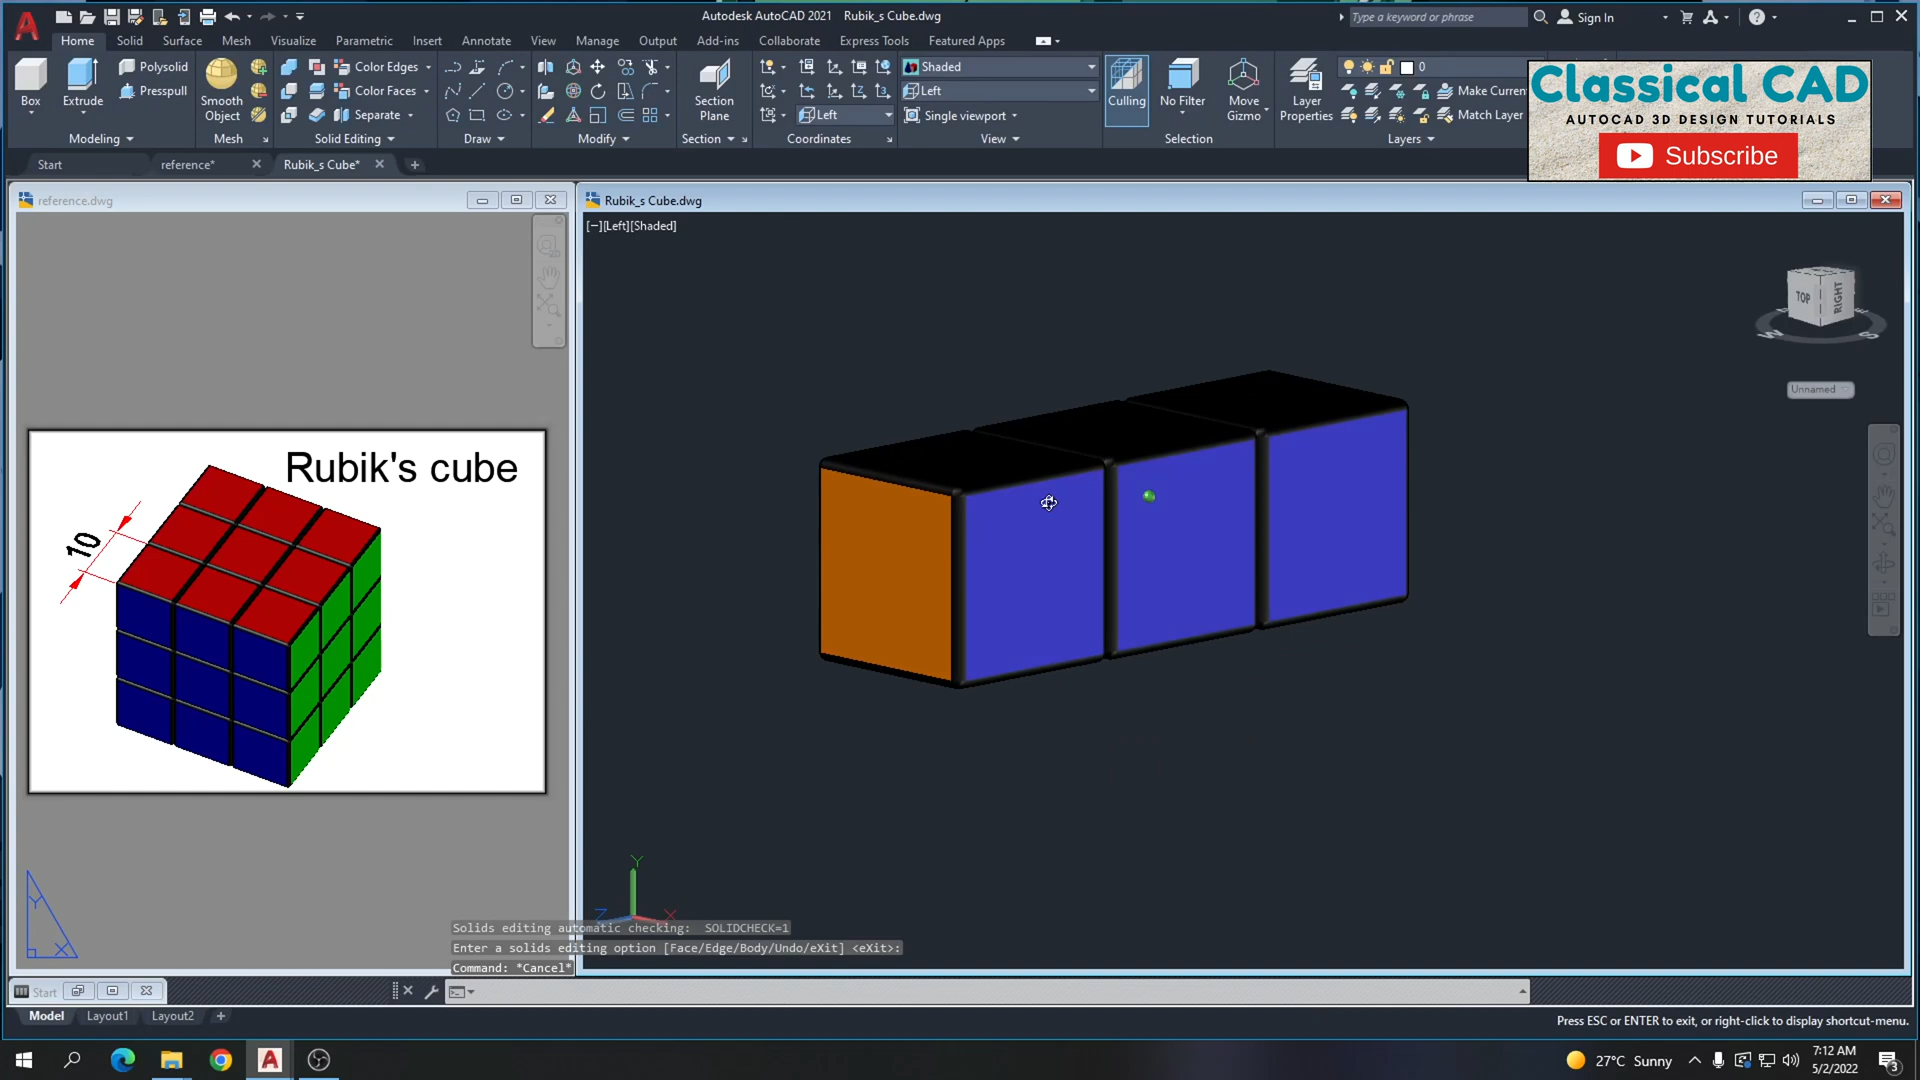 Autodesk AutoCAD 2021   Rubik_s Cube.dwg
Type a keyword or phrase
Sign In
Home
Solid
Surface
Mesh
Visualize
Parametric
Insert
Annotate
View
Manage
Output
Add-ins
Collaborate
Express Tools
Featured Apps
Box
Extrude
Polysolid
Presspull
Smooth
Object
Color Edges
Color Faces
Separate
Section
Plane
Left
Shaded
Left
Single viewport
Culling
No Filter
Move
Gizmo
Layer
Properties
0
Make Current
Match Layer
Modeling
Mesh
Solid Editing
Draw
Modify
Section
Coordinates
View
Selection
Layers
Classical CAD
AUTOCAD 3D DESIGN TUTORIALS
Subscribe
Start
reference*
Rubik_s Cube*
reference.dwg
Rubik_s Cube.dwg
[−][Left][Shaded]
TOP
RIGHT
W
S
Unnamed
Rubik's cube
10
Y
X
Y
Z
X
Solids editing automatic checking:  SOLIDCHECK=1
Enter a solids editing option [Face/Edge/Body/Undo/eXit] <eXit>:
Command: *Cancel*
Start
Model
Layout1
Layout2
Press ESC or ENTER to exit, or right-click to display shortcut-menu.
27°C  Sunny
7:12 AM
5/2/2022
3